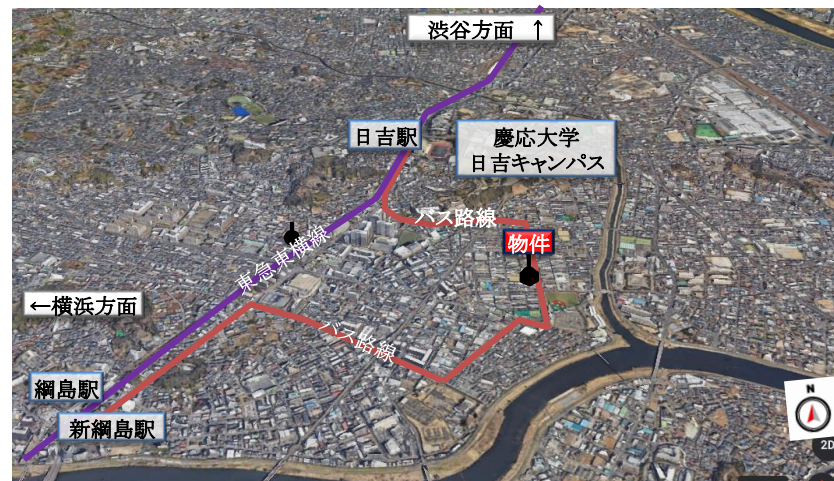 渋谷方面 ↑
日吉駅
慶応大学
日吉キャンパス
バス路線
物件
東急東横線
←横浜方面
バス路線
綱島駅
新綱島駅
N
2D